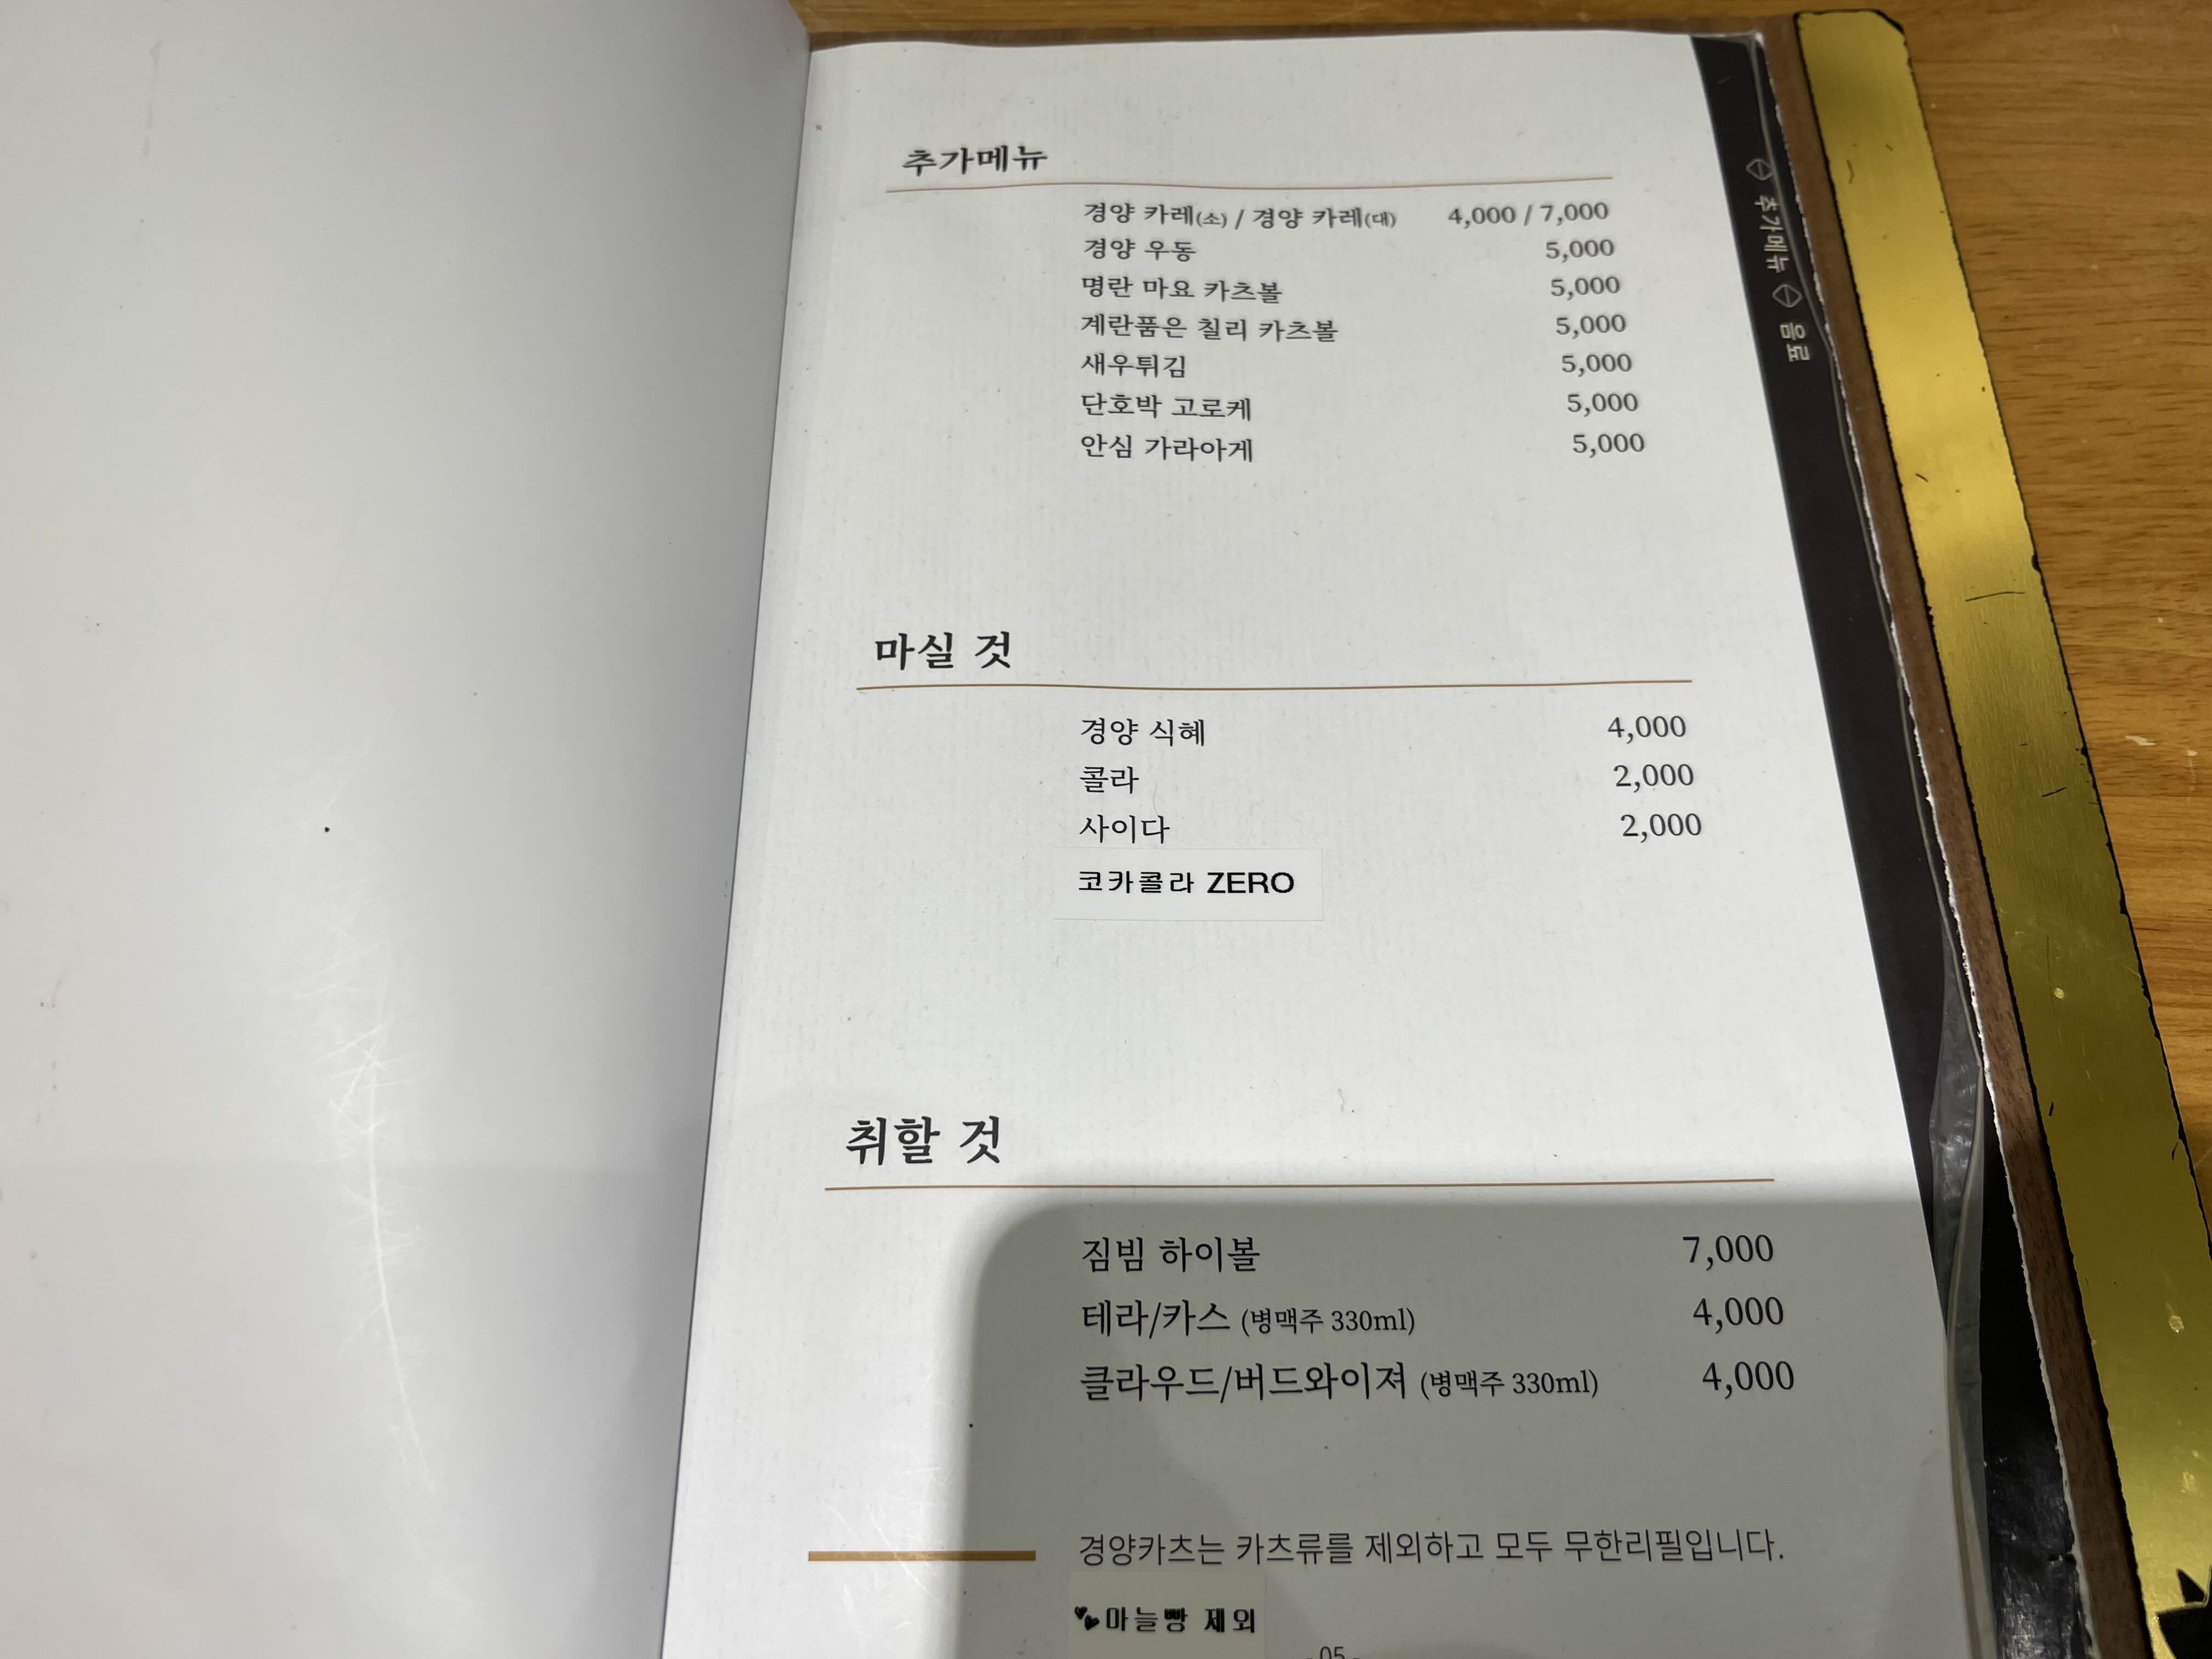 추가메뉴
경양 카레(소) / 경양 카레(대) 4,000 / 7,000
경양 우동 5,000
명란 마요 카츠볼 5,000
계란품은 칠리 카츠볼 5,000
새우튀김 5,000
단호박 고로케 5,000
안심 가라아게 5,000
마실 것
경양 식혜 4,000
콜라 2,000
사이다 2,000
코카콜라 ZERO
취할 것
짐빔 하이볼 7,000
테라/카스 (병맥주 330ml) 4,000
클라우드/버드와이져 (병맥주 330ml) 4,000
경양카츠는 카츠류를 제외하고 모두 무한리필입니다.
마늘빵 제외
- 05 -
추가메뉴 음료